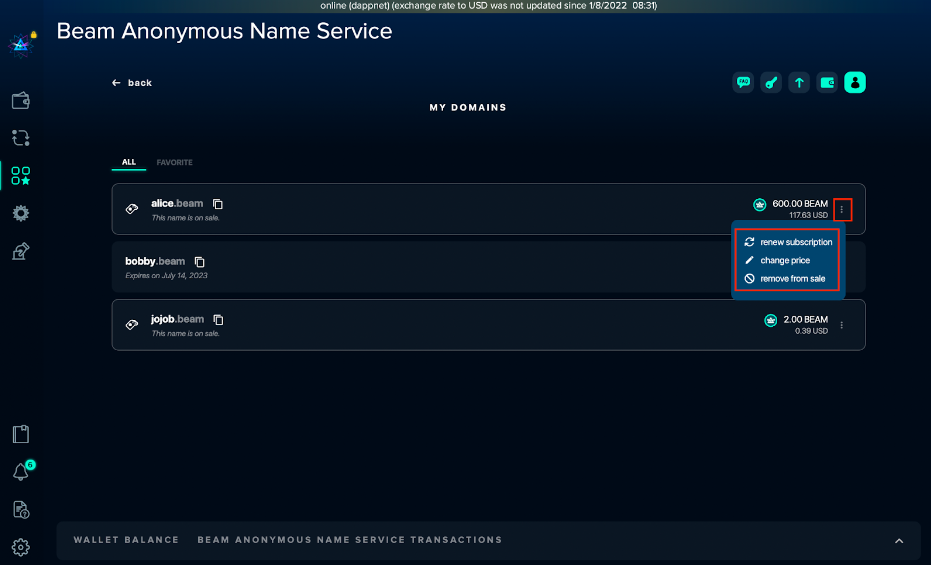 online (dappnet) (exchange rate to USD was not updated since 1/8/2022 08:31)
Beam Anonymous Name Service
back
FAQ
MY DOMAINS
ALL FAVORITE
alice.beam
This name is on sale.
600.00 BEAM
117.63 USD
renew subscription
change price
remove from sale
bobby.beam
Expires on July 14, 2023
jojob.beam
This name is on sale.
2.00 BEAM
0.39 USD
6
WALLET BALANCE BEAM ANONYMOUS NAME SERVICE TRANSACTIONS